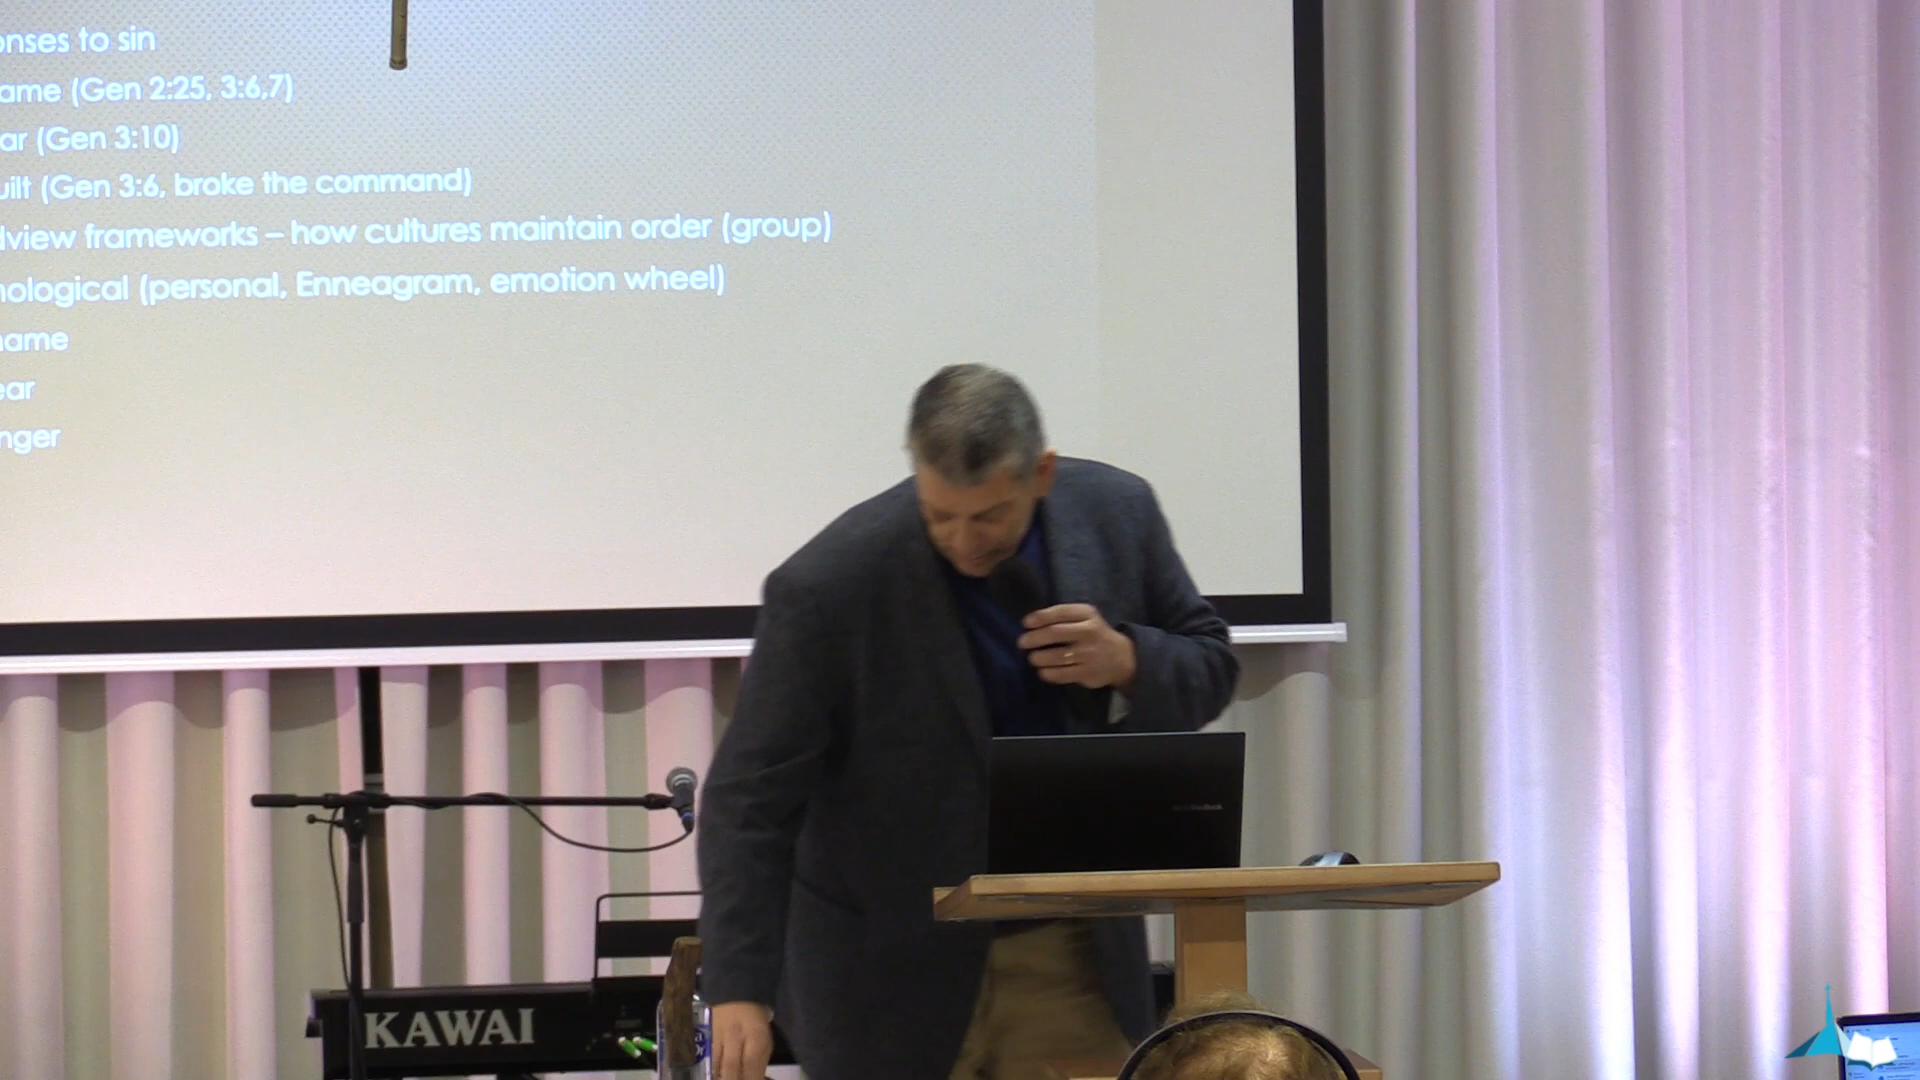 onses to sin
ame (Gen 2:25, 3:6,7)
ar (Gen 3:10)
uilt (Gen 3:6, broke the command)
dview frameworks – how cultures maintain order (group)
hological (personal, Enneagram, emotion wheel)
hame
ear
nger
KAWAI